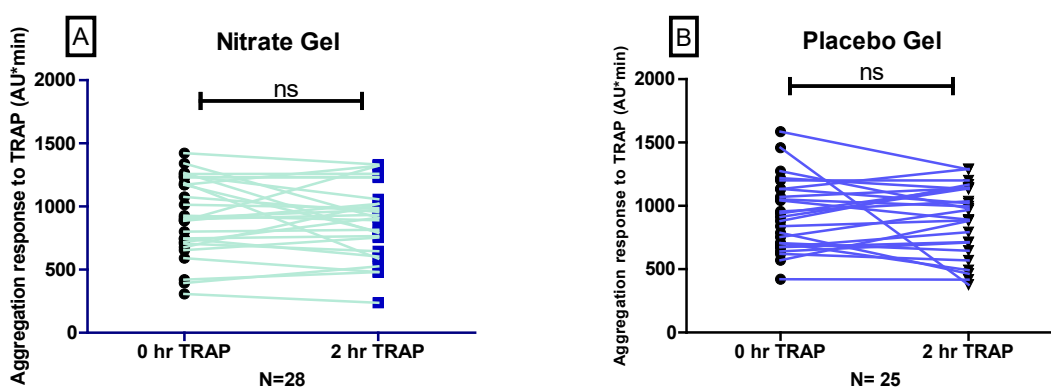 A
Nitrate Gel
ns
Aggregation response to TRAP (AU*min)
2000
1500
1000
500
0
0 hr TRAP
2 hr TRAP
N=28
B
Placebo Gel
ns
Aggregation response to TRAP (AU*min)
2000
1500
1000
500
0
0 hr TRAP
2 hr TRAP
N= 25